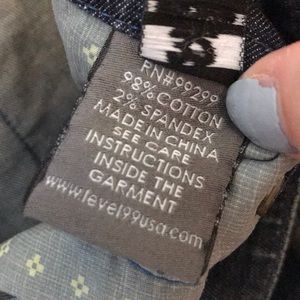 RN#99299
98% COTTON
2% SPANDEX
MADE IN CHINA
SEE CARE
INSTRUCTIONS
INSIDE THE
GARMENT
www.level99usa.com